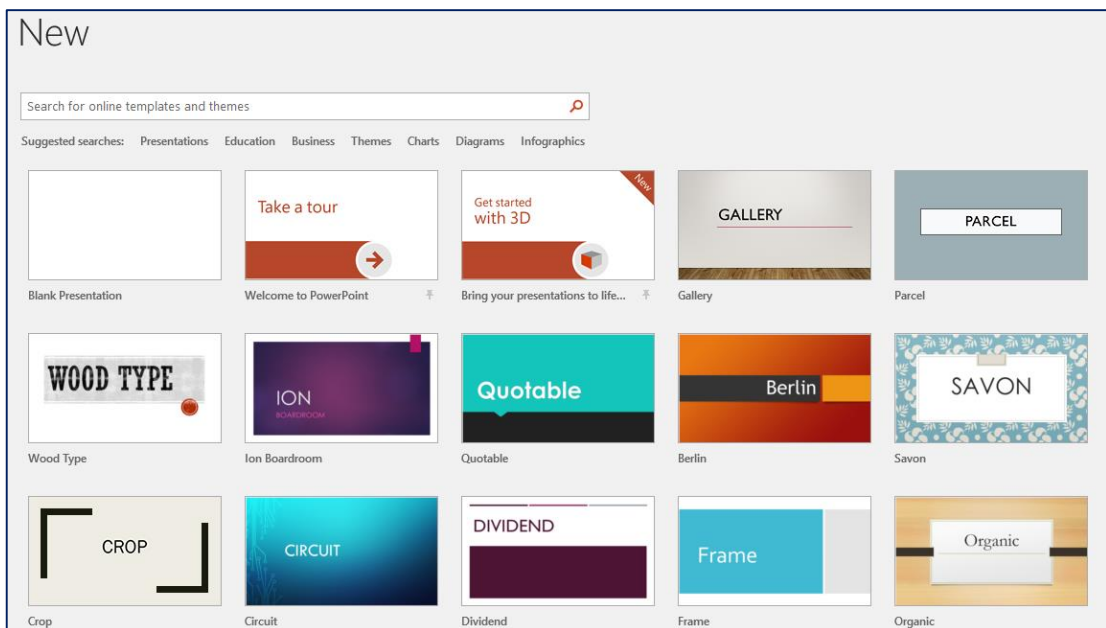 New
Search for online templates and themes
Suggested searches: Presentations Education Business Themes Charts Diagrams Infographics
Take a tour
Get started
with 3D
New
GALLERY
PARCEL
Blank Presentation
Welcome to PowerPoint
Bring your presentations to life...
Gallery
Parcel
WOOD TYPE
ION
BOARDROOM
Quotable
Berlin
SAVON
Wood Type
Ion Boardroom
Quotable
Berlin
Savon
CROP
CIRCUIT
DIVIDEND
Frame
Organic
Crop
Circuit
Dividend
Frame
Organic